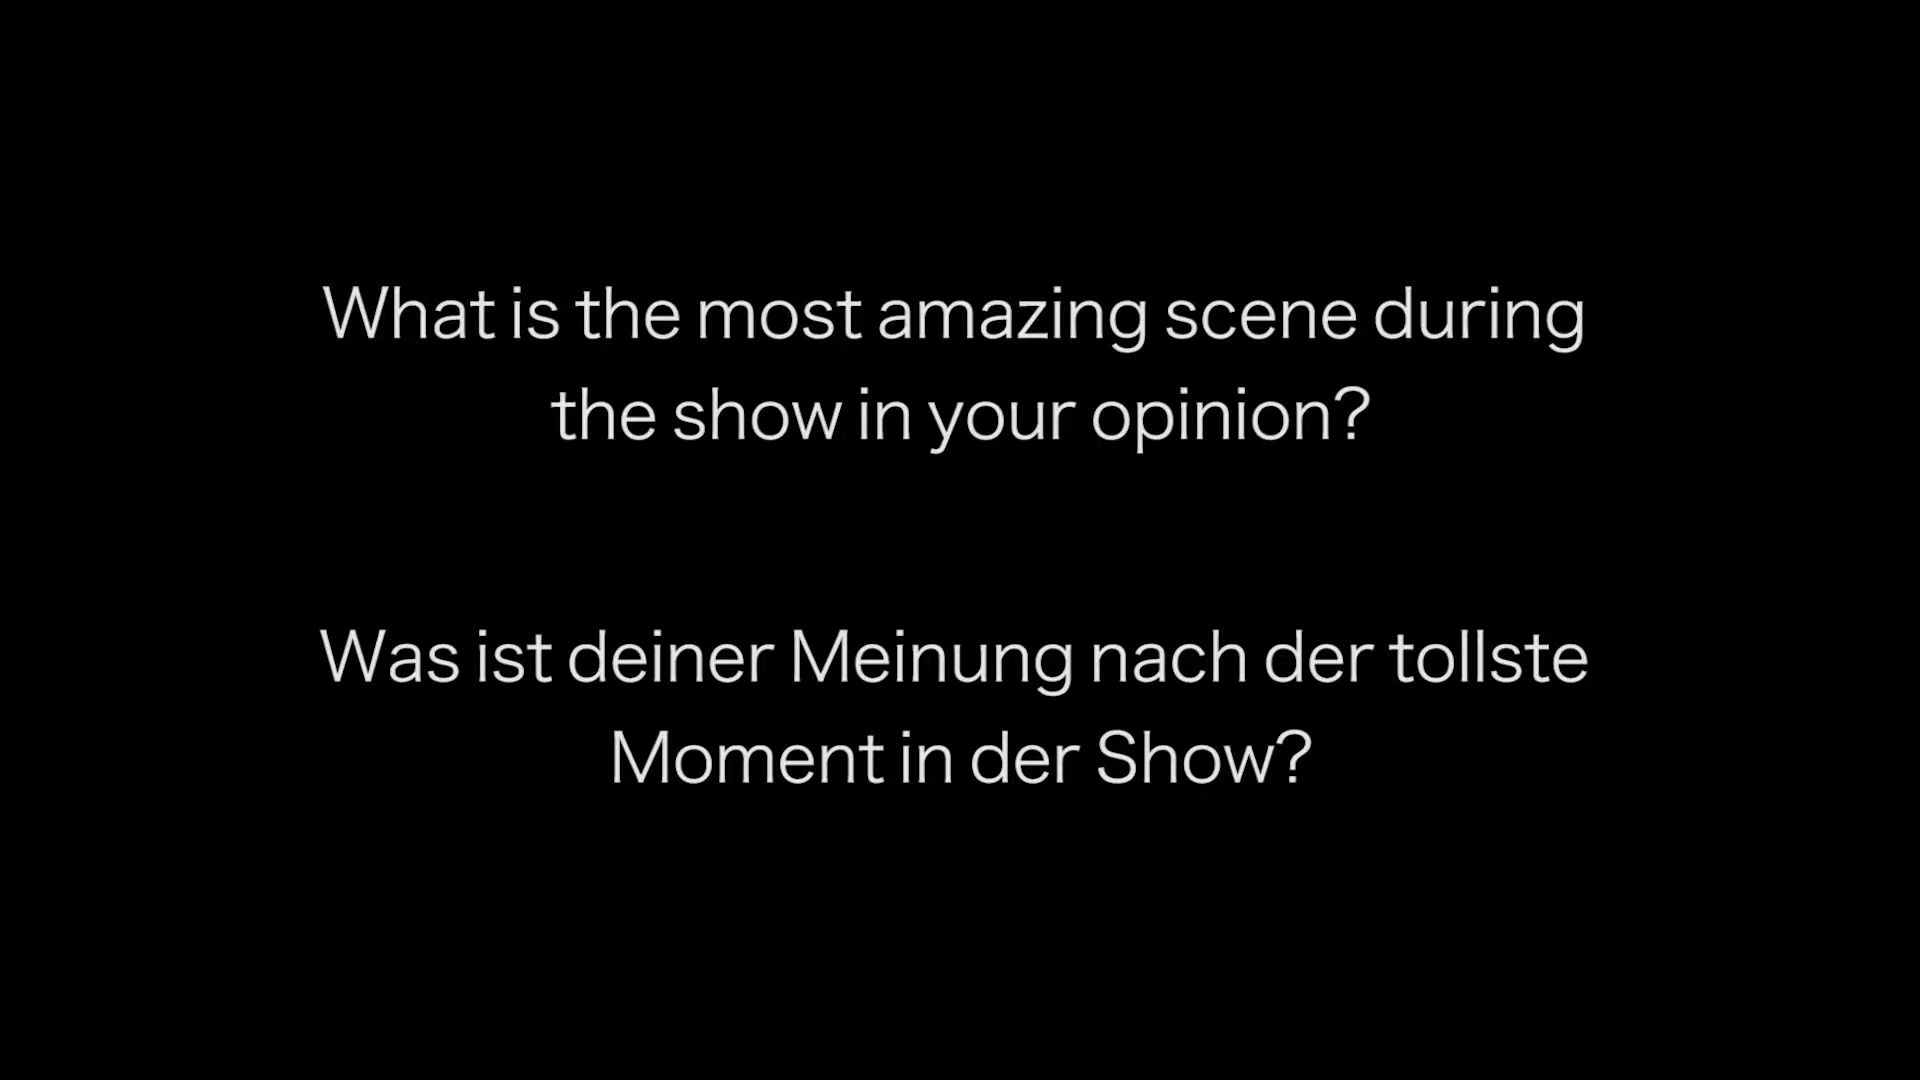 What is the most amazing scene during
the show in your opinion?
Was ist deiner Meinung nach der tollste
Moment in der Show?